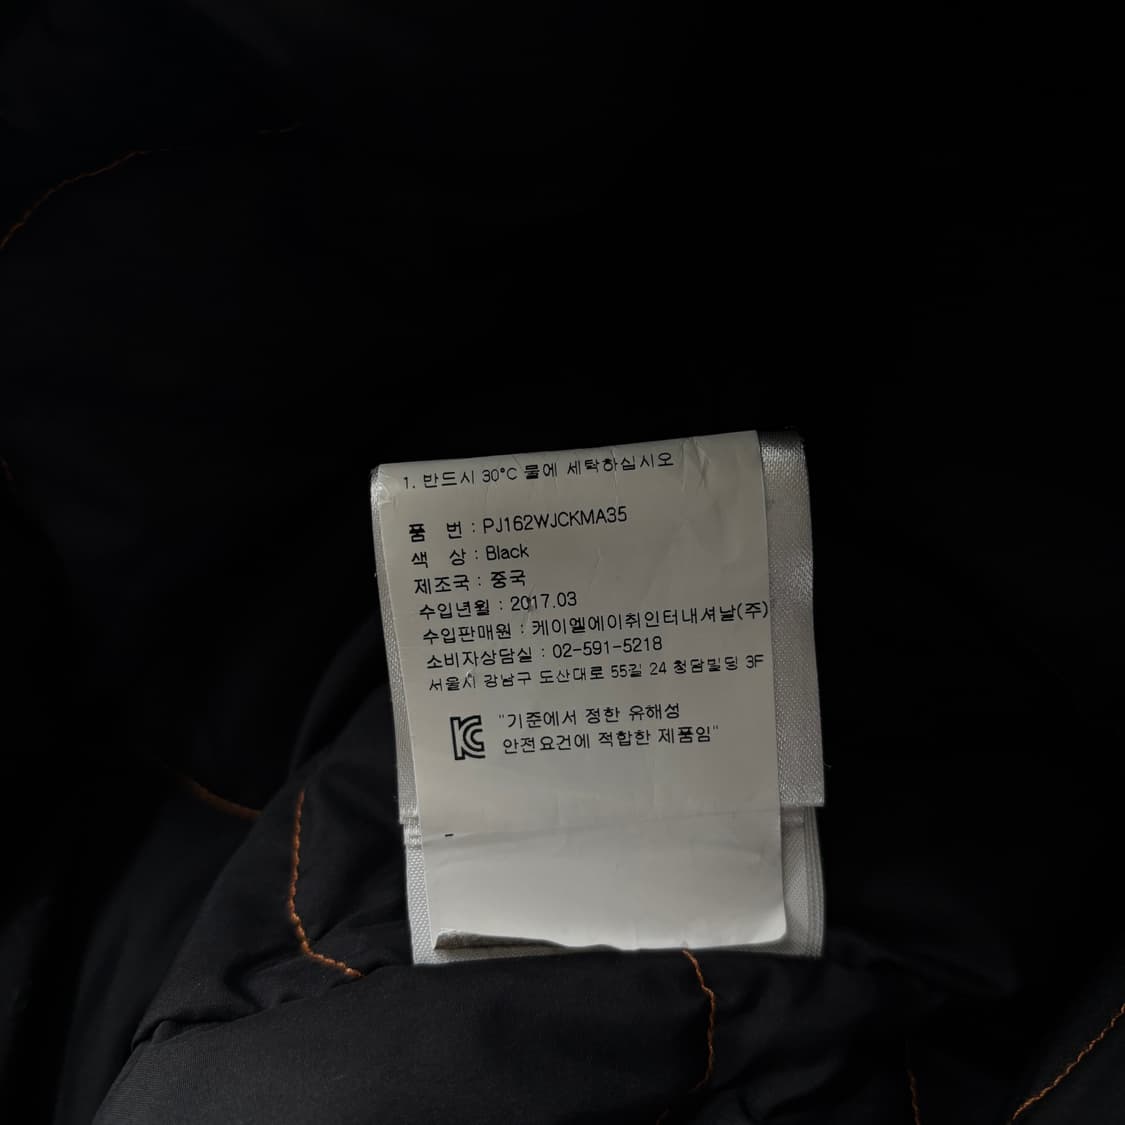 1. 반드시 30°C 물에 세탁하십시오
품 번 : PJ162WJCKMA35
색 상 : Black
제조국 : 중국
수입년월 : 2017.03
수입판매원 : 케이엘에이취인터내셔날(주)
소비자상담실 : 02-591-5218
서울시 강남구 도산대로 55길 24 청담빌딩 3F
"기준에서 정한 유해성
안전요건에 적합한 제품임"